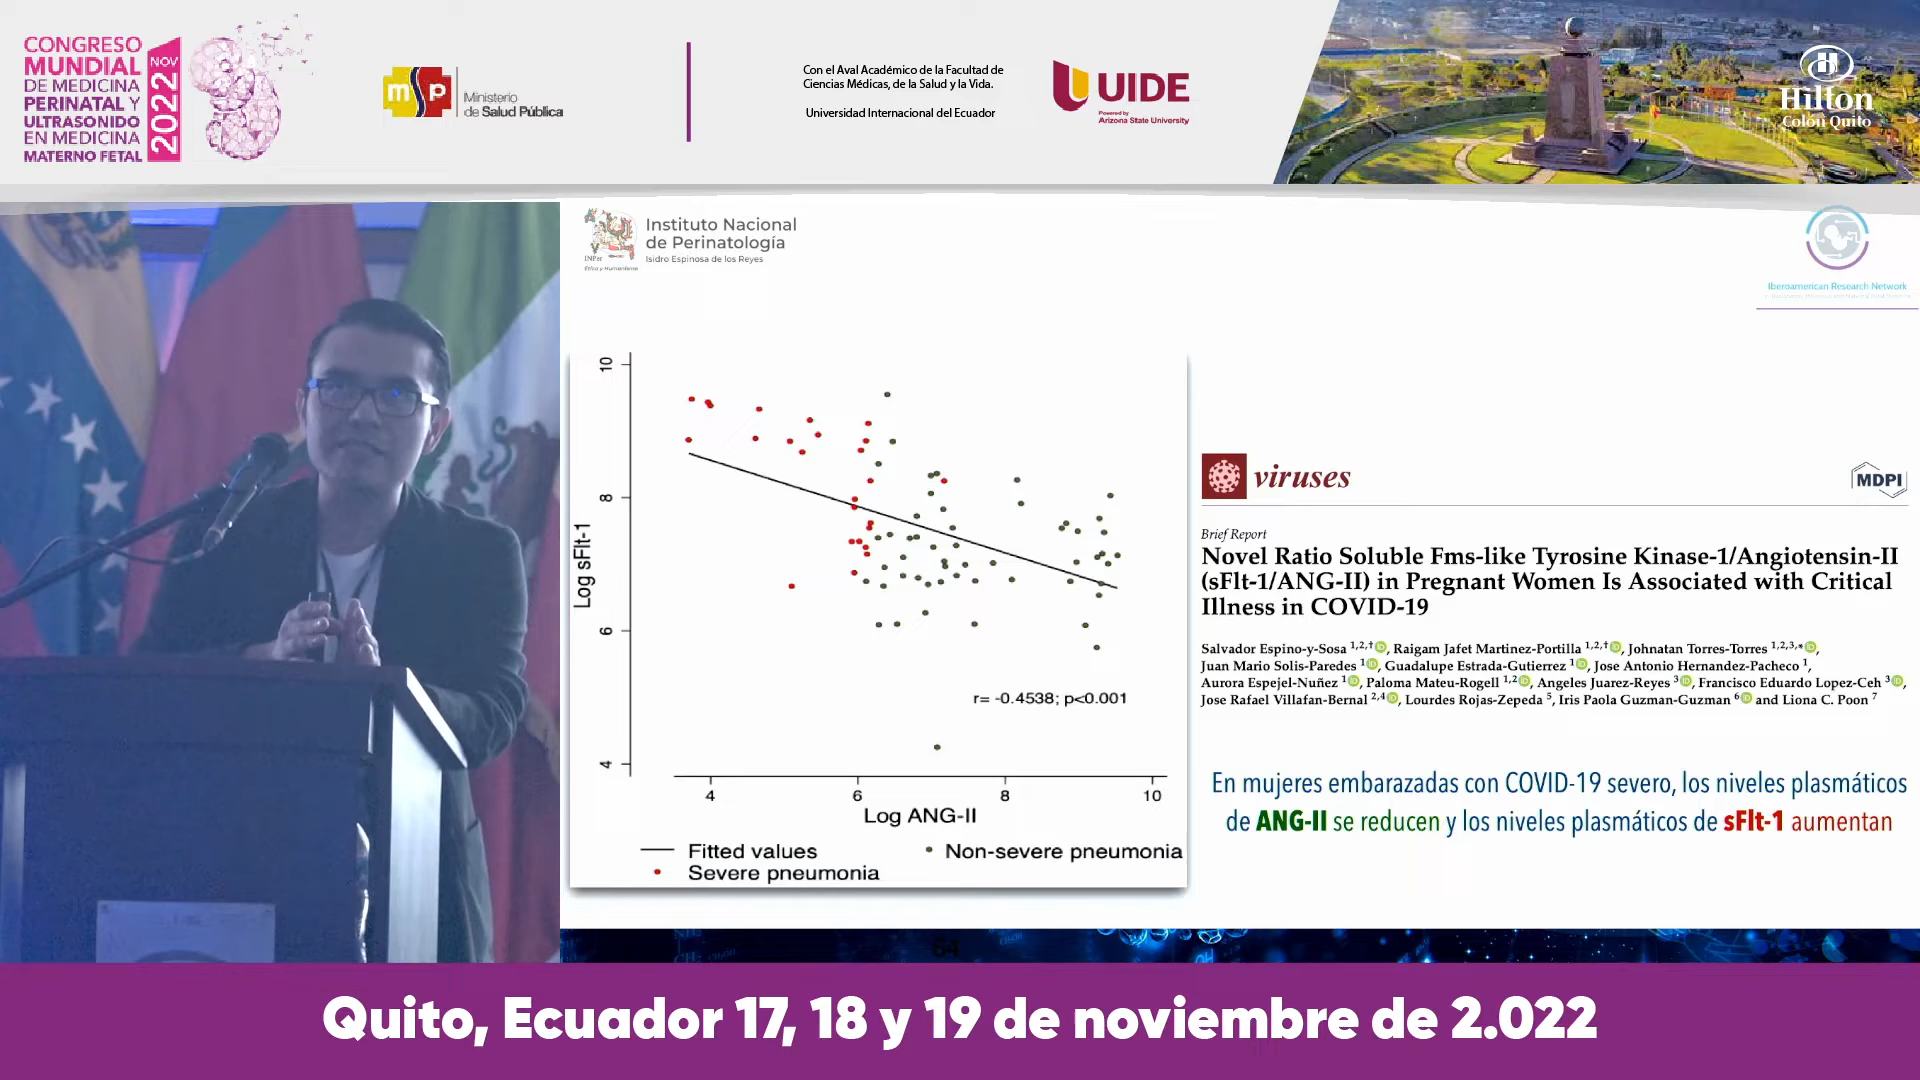 CONGRESO
MUNDIAL
DE MEDICINA
PERINATAL Y
ULTRASONIDO
EN MEDICINA
MATERNO FETAL
NOV
2022
msp
Ministerio
de Salud Pública
Con el Aval Académico de la Facultad de
Ciencias Médicas, de la Salud y la Vida.
Universidad Internacional del Ecuador
UIDE
Powered by
Arizona State University
Hilton
Colón Quito
INPer
Ética y Humanismo
Instituto Nacional
de Perinatología
Isidro Espinosa de los Reyes
Iberoamerican Research Network
10
8
6
4
Log sFlt-1
r= -0.4538; p<0.001
4 6 8 10
Log ANG-II
Fitted values
Non-severe pneumonia
Severe pneumonia
viruses
MDPI
Brief Report
Novel Ratio Soluble Fms-like Tyrosine Kinase-1/Angiotensin-II
(sFlt-1/ANG-II) in Pregnant Women Is Associated with Critical
Illness in COVID-19
Salvador Espino-y-Sosa 1,2,†, Raigam Jafet Martinez-Portilla 1,2,†, Johnatan Torres-Torres 1,2,3,*,
Juan Mario Solis-Paredes 1, Guadalupe Estrada-Gutierrez 1, Jose Antonio Hernandez-Pacheco 1,
Aurora Espejel-Nuñez 1, Paloma Mateu-Rogell 1,2, Angeles Juarez-Reyes 3, Francisco Eduardo Lopez-Ceh 3,
Jose Rafael Villafan-Bernal 2,4, Lourdes Rojas-Zepeda 5, Iris Paola Guzman-Guzman 6 and Liona C. Poon 7
En mujeres embarazadas con COVID-19 severo, los niveles plasmáticos
de ANG-II se reducen y los niveles plasmáticos de sFlt-1 aumentan
64
Quito, Ecuador 17, 18 y 19 de noviembre de 2.022